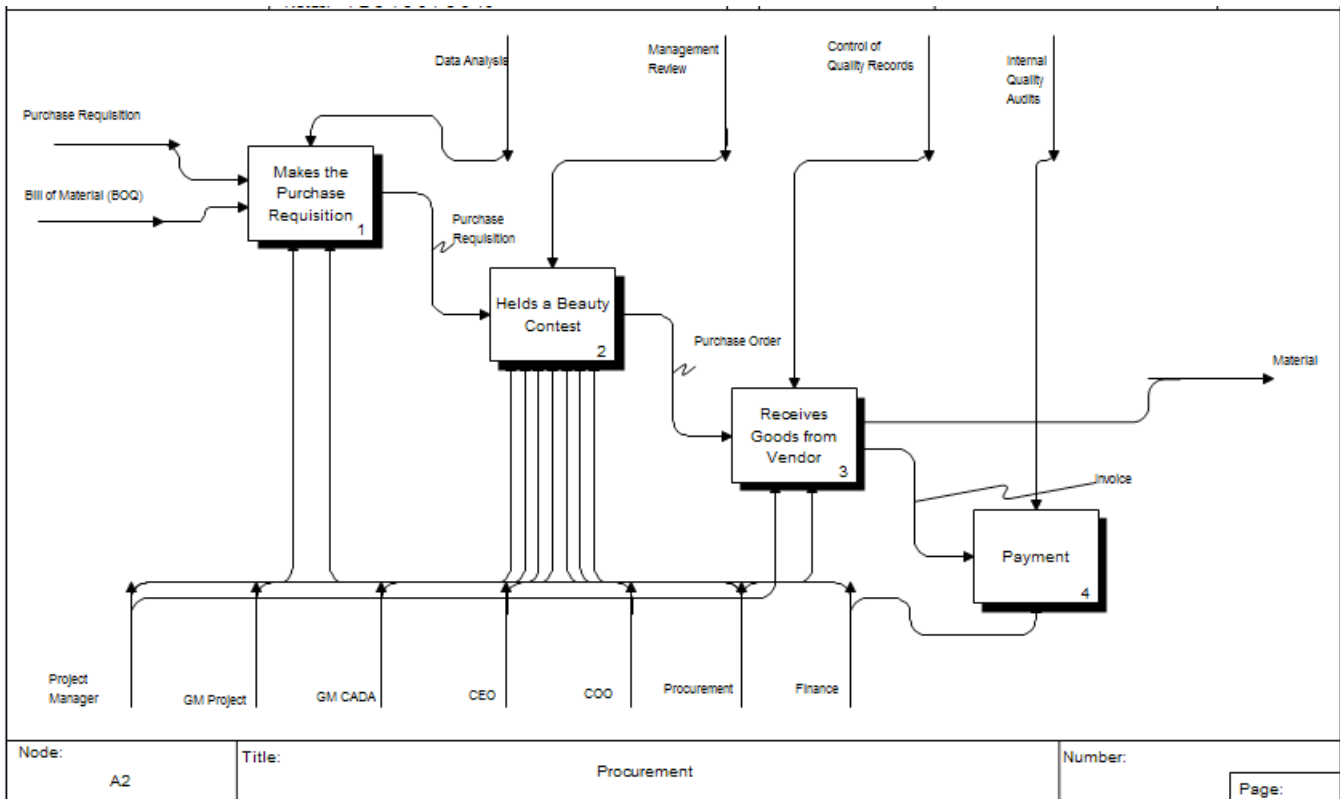 Data Analysis
Management
Review
Control of
Quality Records
Internal
Quality
Audits
Purchase Requisition
Bill of Material (BOQ)
Makes the
Purchase
Requisition
1
Purchase
Requisition
Helds a Beauty
Contest
2
Purchase Order
Material
Receives
Goods from
Vendor
3
Invoice
Payment
4
Project
Manager
GM Project
GM CADA
CEO
COO
Procurement
Finance
Node:
A2
Title:
Procurement
Number:
Page: